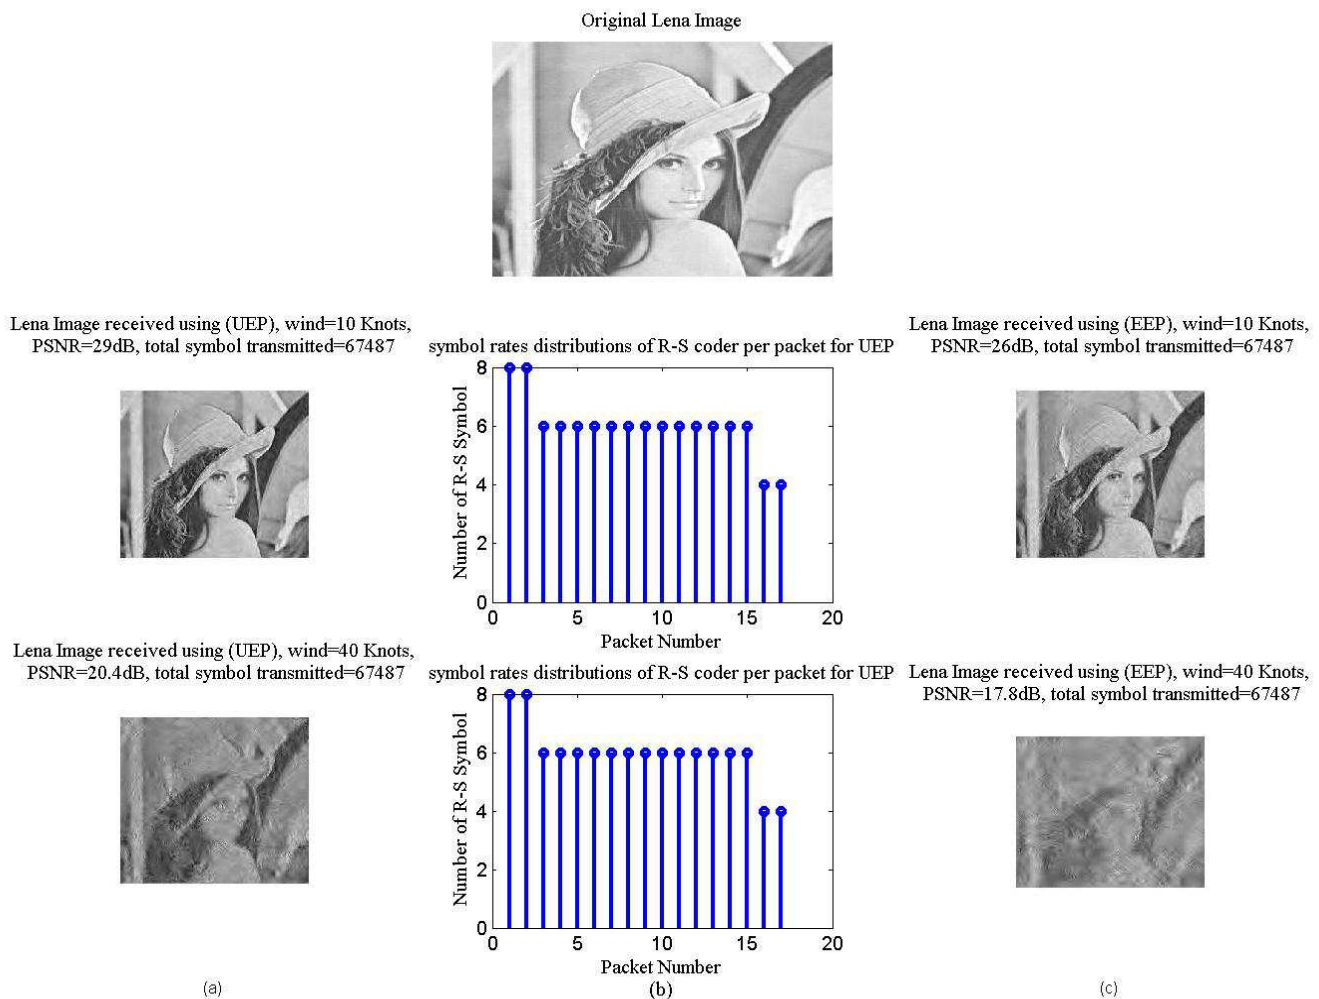 Original Lena Image
Lena Image received using (UEP), wind=10 Knots,
PSNR=29dB, total symbol transmitted=67487
symbol rates distributions of R-S coder per packet for UEP
Number of R-S Symbol
8
6
4
2
0
0 5 10 15 20
Packet Number
Lena Image received using (EEP), wind=10 Knots,
PSNR=26dB, total symbol transmitted=67487
Lena Image received using (UEP), wind=40 Knots,
PSNR=20.4dB, total symbol transmitted=67487
symbol rates distributions of R-S coder per packet for UEP
Number of R-S Symbol
8
6
4
2
0
0 5 10 15 20
Packet Number
Lena Image received using (EEP), wind=40 Knots,
PSNR=17.8dB, total symbol transmitted=67487
(a)
(b)
(c)